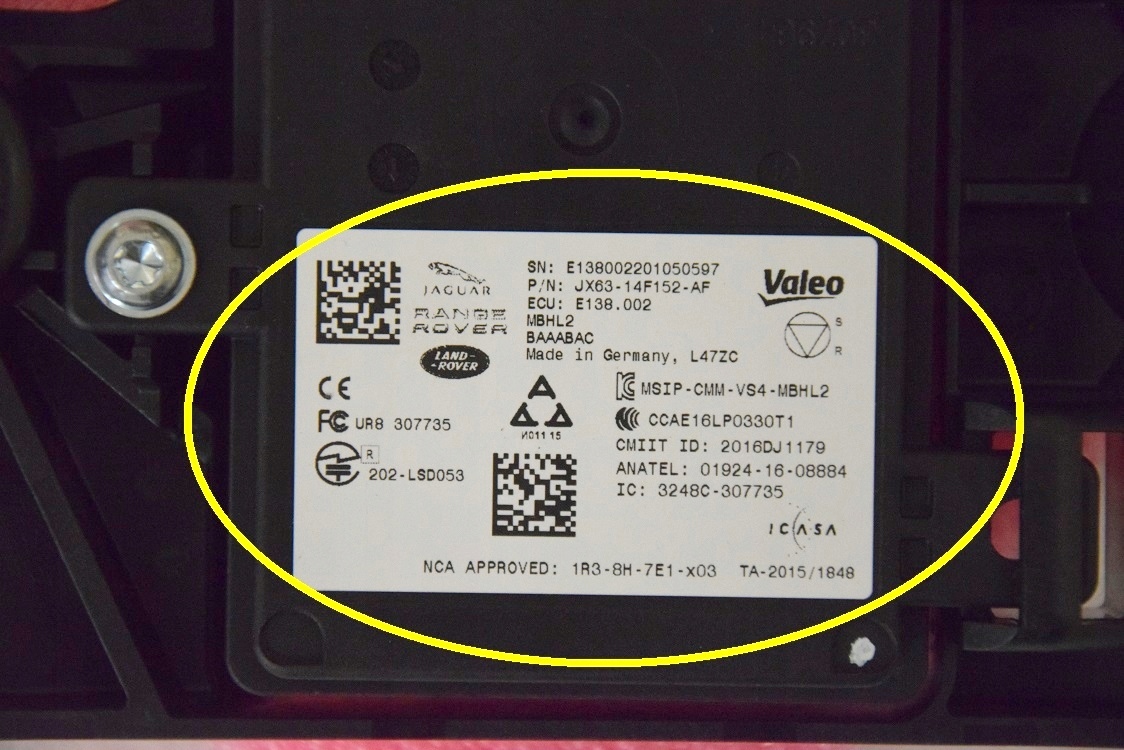 SN: E138002201050597
P/N: JX63-14F152-AF
ECU: E138.002
MBHL2
BAAABAC
Made in Germany, L47ZC
JAGUAR
RANGE
ROVER
LAND-
-ROVER
Valeo
S
R
CE
FC UR8 307735
R
202-LSD053
И011 15
MSIP-CMM-VS4-MBHL2
CCAE16LP0330T1
CMIIT ID: 2016DJ1179
ANATEL: 01924-16-08884
IC: 3248C-307735
ICASA
NCA APPROVED: 1R3-8H-7E1-x03 TA-2015/1848